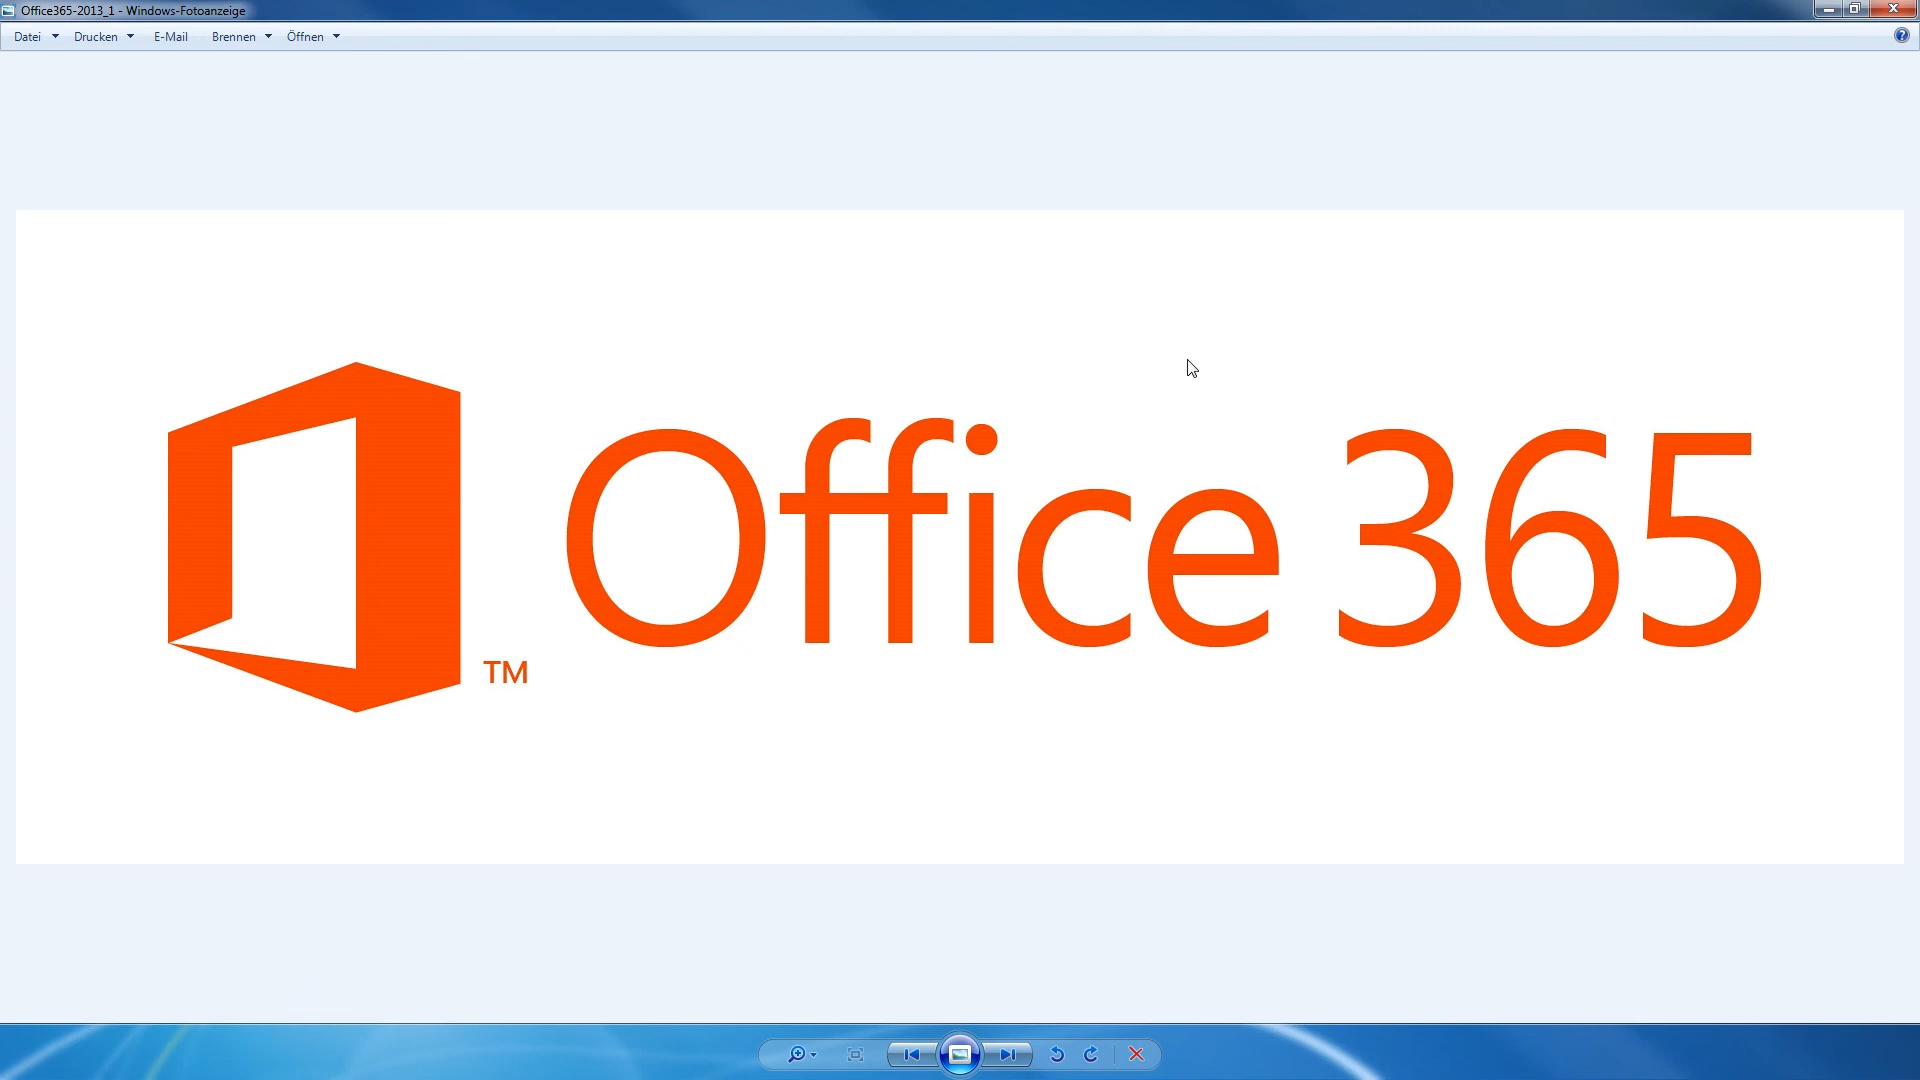 Office365-2013_1 - Windows-Fotoanzeige
Datei Drucken E-Mail Brennen Öffnen
Office 365
TM